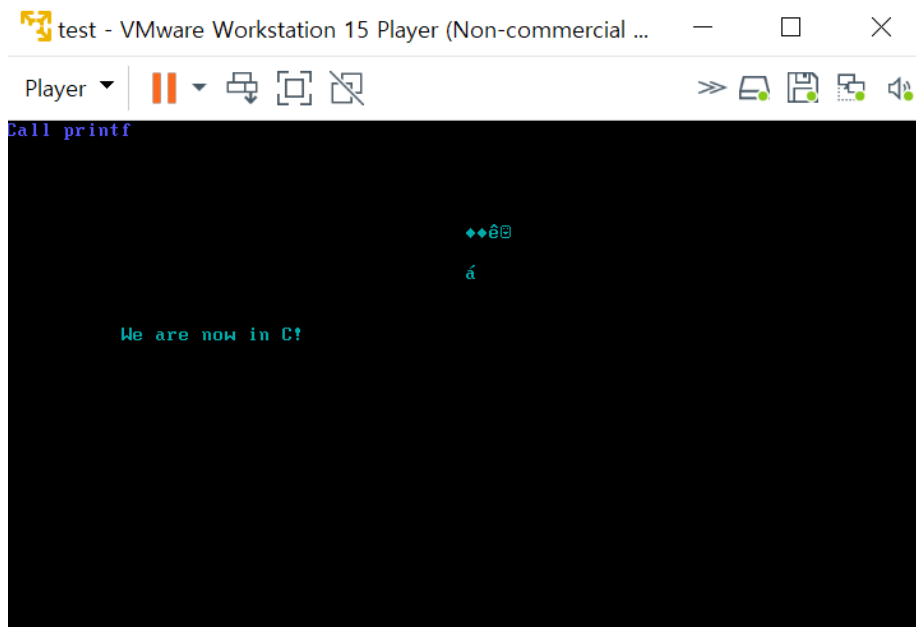 test - VMware Workstation 15 Player (Non-commercial ...
Player
Call printf
♦♦ê
á
We are now in C!